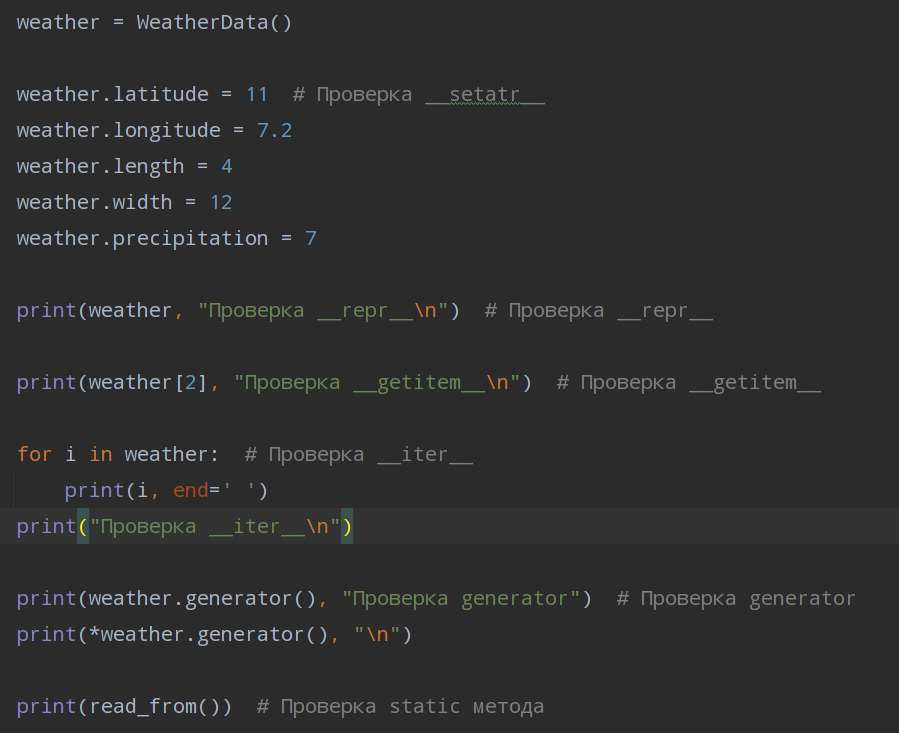 weather = WeatherData()
weather.latitude = 11  # Проверка __setatr__
weather.longitude = 7.2
weather.length = 4
weather.width = 12
weather.precipitation = 7
print(weather, "Проверка __repr__\n")  # Проверка __repr__
print(weather[2], "Проверка __getitem__\n")  # Проверка __getitem__
for i in weather:  # Проверка __iter__
    print(i, end=' ')
print("Проверка __iter__\n")
print(weather.generator(), "Проверка generator")  # Проверка generator
print(*weather.generator(), "\n")
print(read_from())  # Проверка static метода